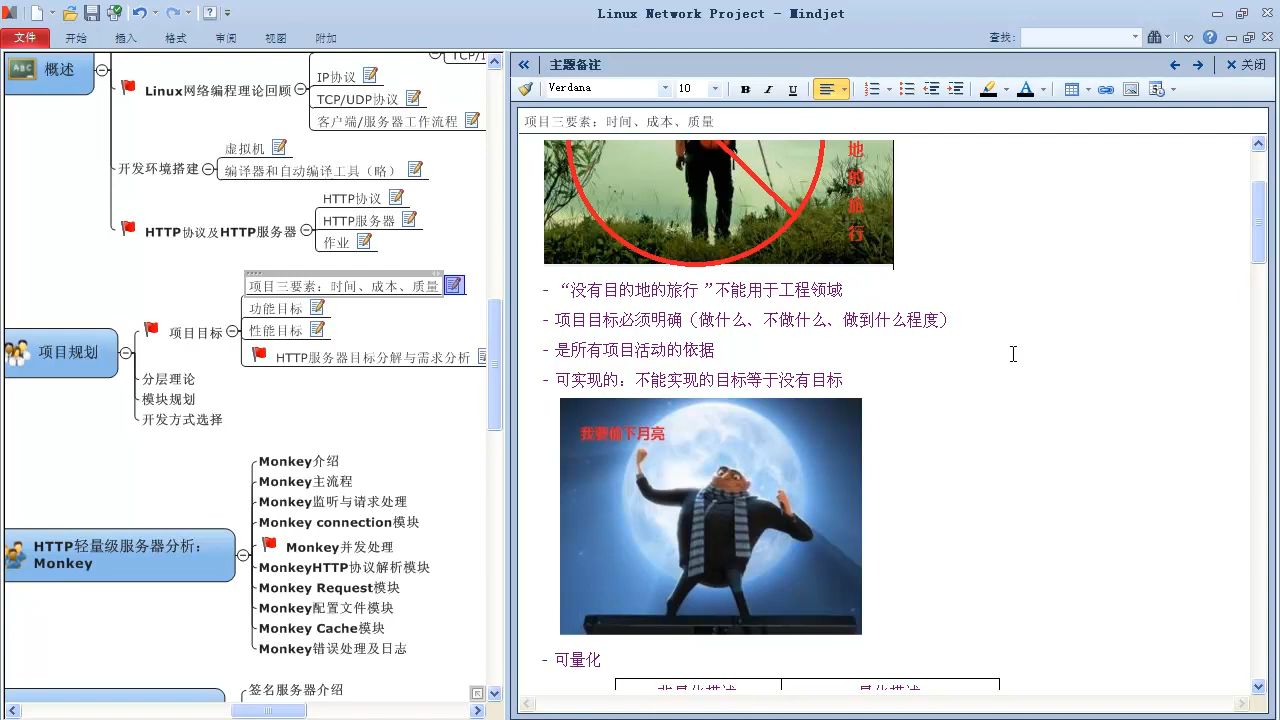 Linux Network Project - Mindjet
文件 开始 插入 格式 审阅 视图 附加 查找:
ABC 概述
Linux网络编程理论回顾
IP协议
TCP/UDP协议
客户端/服务器工作流程
开发环境搭建
虚拟机
编译器和自动编译工具（略）
HTTP协议及HTTP服务器
HTTP协议
HTTP服务器
作业
项目规划
项目目标
项目三要素：时间、成本、质量
功能目标
性能目标
HTTP服务器目标分解与需求分析
分层理论
模块规划
开发方式选择
HTTP轻量级服务器分析：
Monkey
Monkey介绍
Monkey主流程
Monkey监听与请求处理
Monkey connection模块
Monkey并发处理
MonkeyHTTP协议解析模块
Monkey Request模块
Monkey配置文件模块
Monkey Cache模块
Monkey错误处理及日志
签名服务器介绍
主题备注 关闭
Verdana 10 B I U
项目三要素：时间、成本、质量
地
的
旅
行
- “没有目的地的旅行 ”不能用于工程领域
- 项目目标必须明确（做什么、不做什么、做到什么程度）
- 是所有项目活动的依据
- 可实现的：不能实现的目标等于没有目标
我要偷下月亮
- 可量化
非量化描述 量化描述